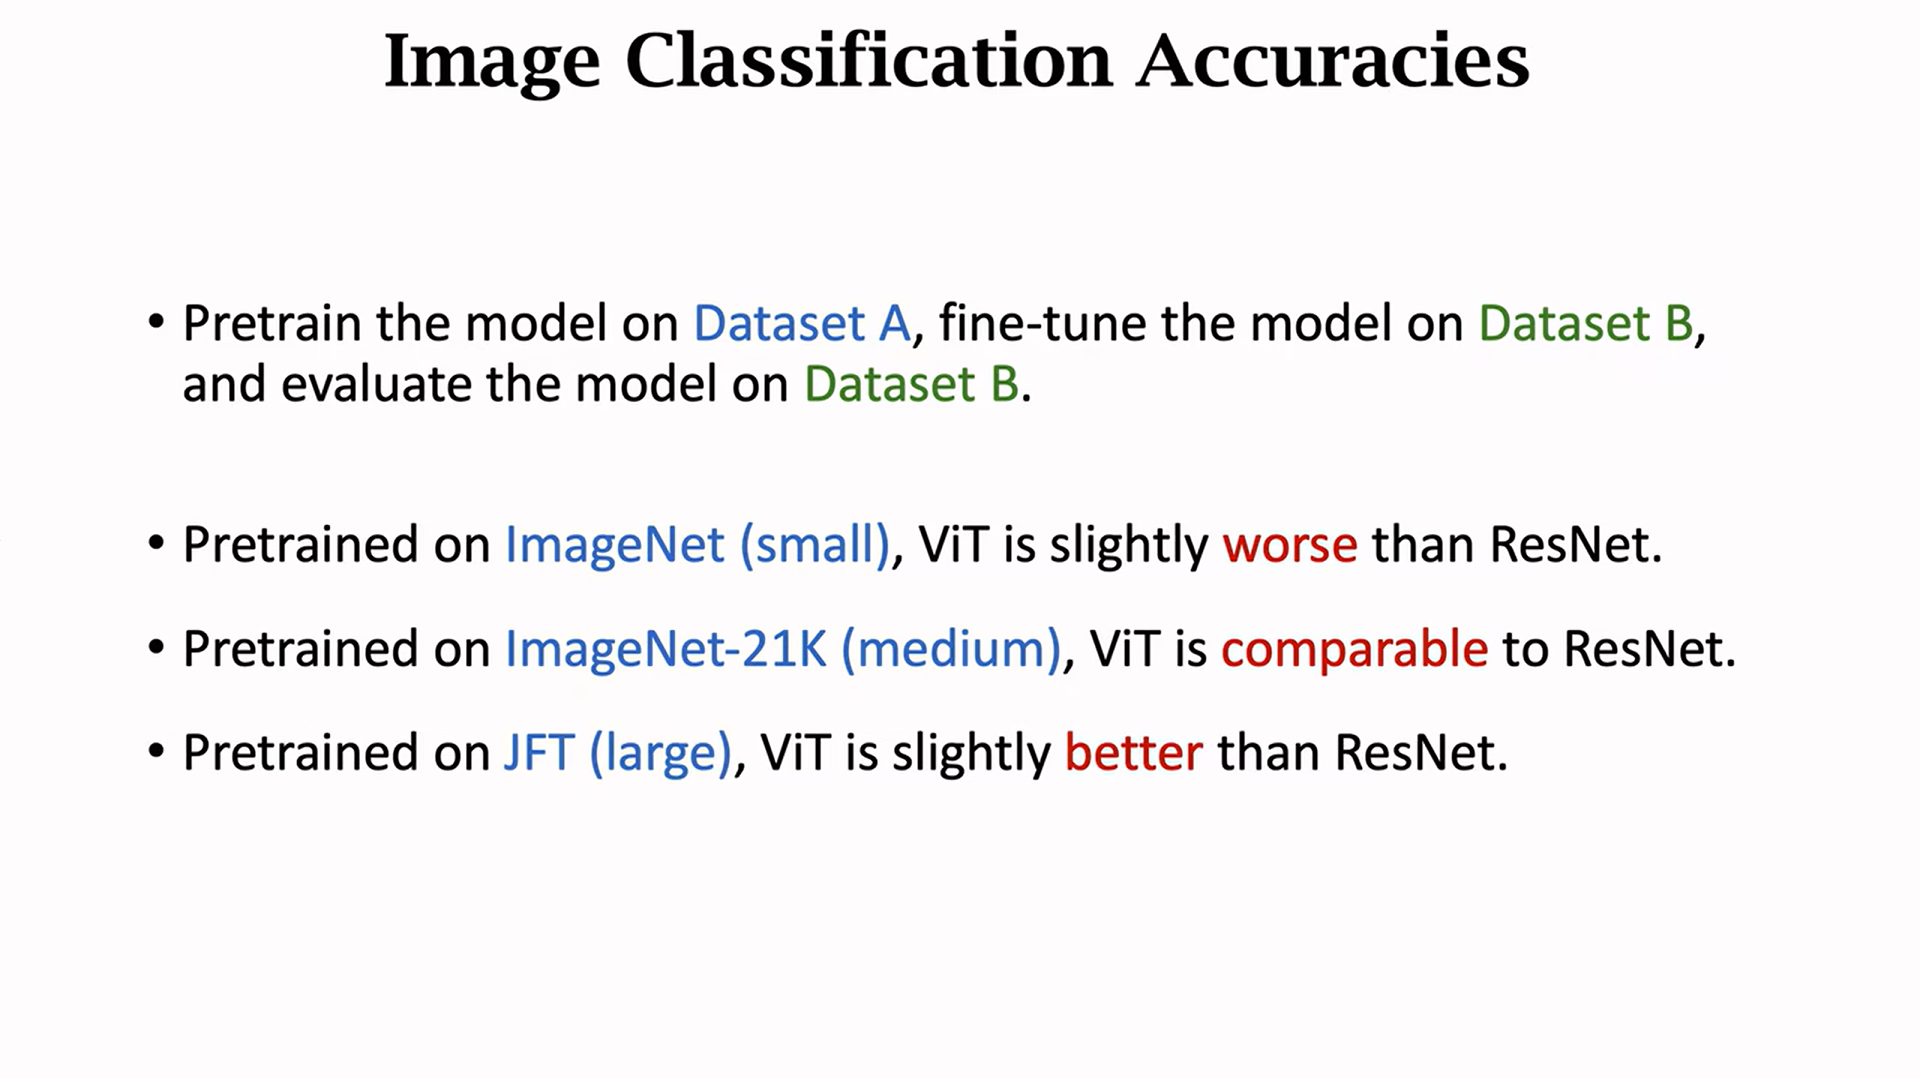 Image Classification Accuracies
• Pretrain the model on Dataset A, fine-tune the model on Dataset B,
and evaluate the model on Dataset B.
• Pretrained on ImageNet (small), ViT is slightly worse than ResNet.
• Pretrained on ImageNet-21K (medium), ViT is comparable to ResNet.
• Pretrained on JFT (large), ViT is slightly better than ResNet.